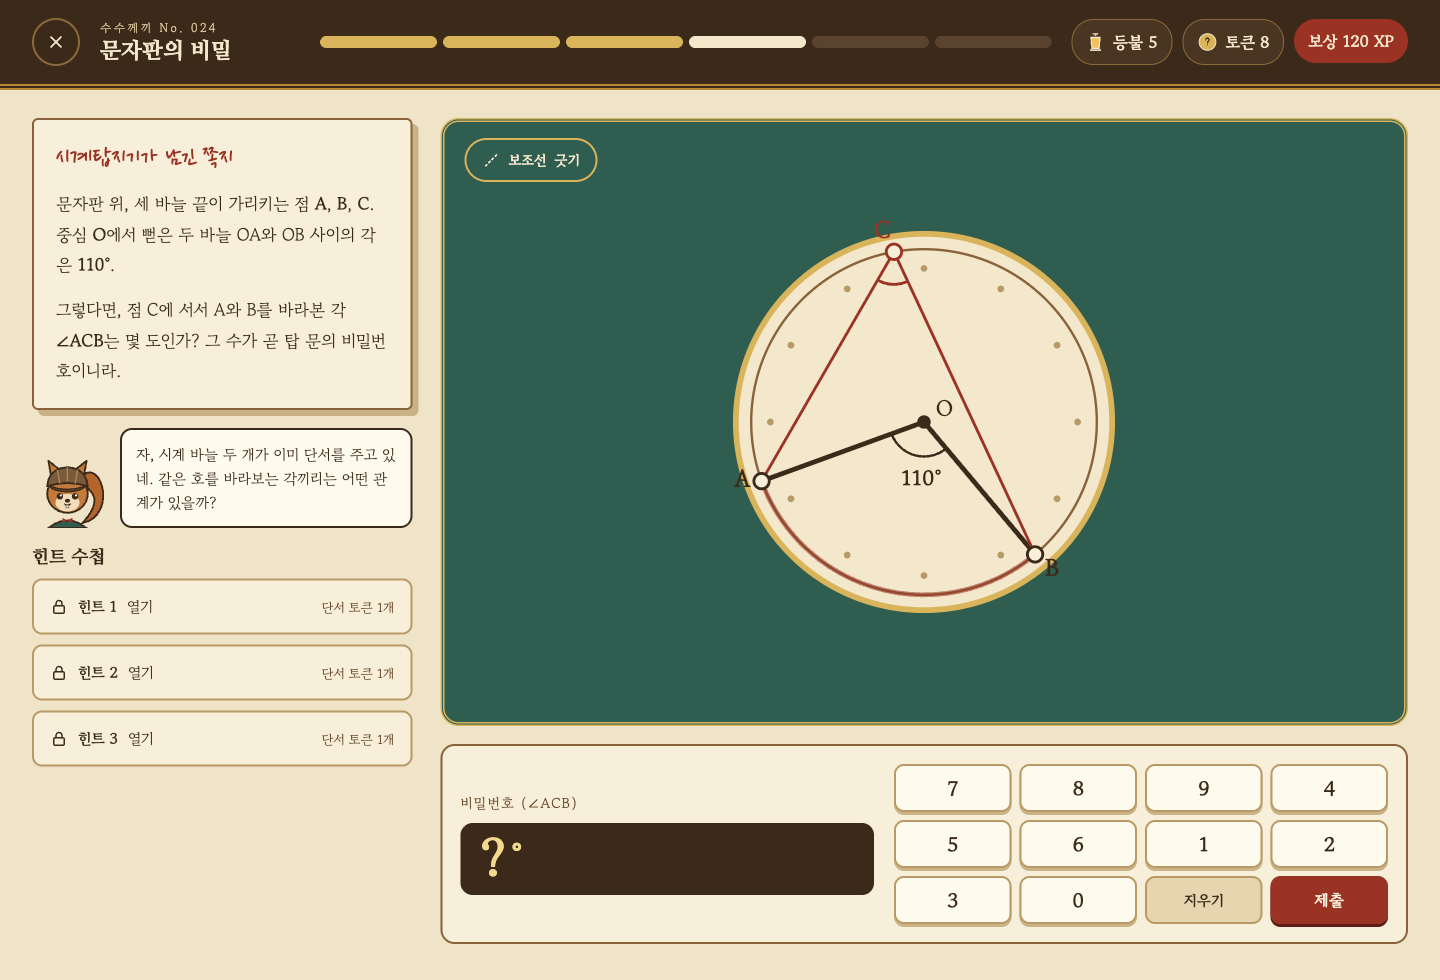 수수께끼 No. 024
문자판의 비밀
등불 5
? 토큰 8
보상 120 XP
시계탑지기가 남긴 쪽지
문자판 위, 세 바늘 끝이 가리키는 점 A, B, C.
중심 O에서 뻗은 두 바늘 OA와 OB 사이의 각
은 110°.
그렇다면, 점 C에 서서 A와 B를 바라본 각
∠ACB는 몇 도인가? 그 수가 곧 탑 문의 비밀번
호이니라.
자, 시계 바늘 두 개가 이미 단서를 주고 있
네. 같은 호를 바라보는 각끼리는 어떤 관
계가 있을까?
힌트 수첩
힌트 1 열기 단서 토큰 1개
힌트 2 열기 단서 토큰 1개
힌트 3 열기 단서 토큰 1개
보조선 긋기
C
O
110°
A
B
비밀번호 (∠ACB)
?°
7 8 9 4
5 6 1 2
3 0 지우기 제출